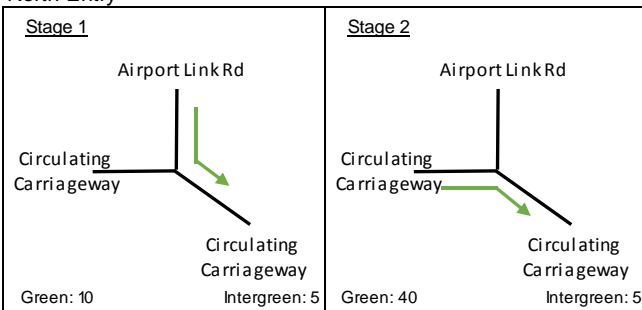 North Entry
Stage 1
Airport Link Rd
Circulating
Carriageway
Circulating
Carriageway
Green: 10
Intergreen: 5
Stage 2
Airport Link Rd
Circulating
Carriageway
Circulating
Carriageway
Green: 40
Intergreen: 5